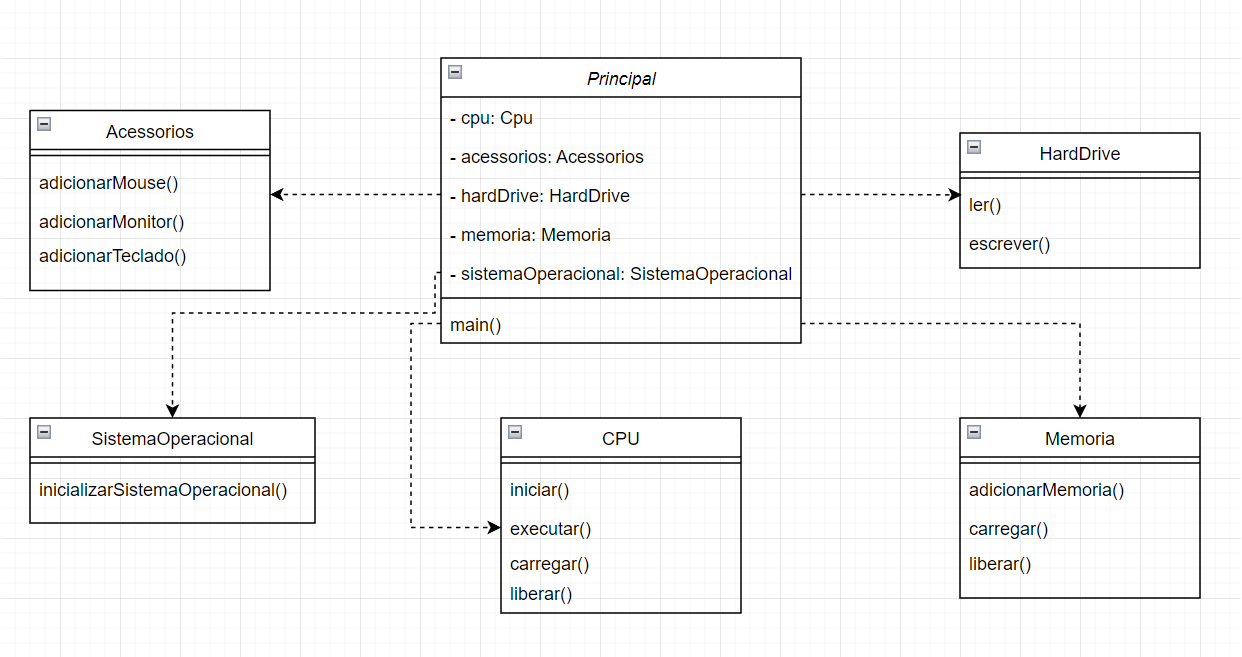 Principal
- cpu: Cpu
- acessorios: Acessorios
- hardDrive: HardDrive
- memoria: Memoria
- sistemaOperacional: SistemaOperacional
main()
Acessorios
adicionarMouse()
adicionarMonitor()
adicionarTeclado()
HardDrive
ler()
escrever()
SistemaOperacional
inicializarSistemaOperacional()
CPU
iniciar()
executar()
carregar()
liberar()
Memoria
adicionarMemoria()
carregar()
liberar()